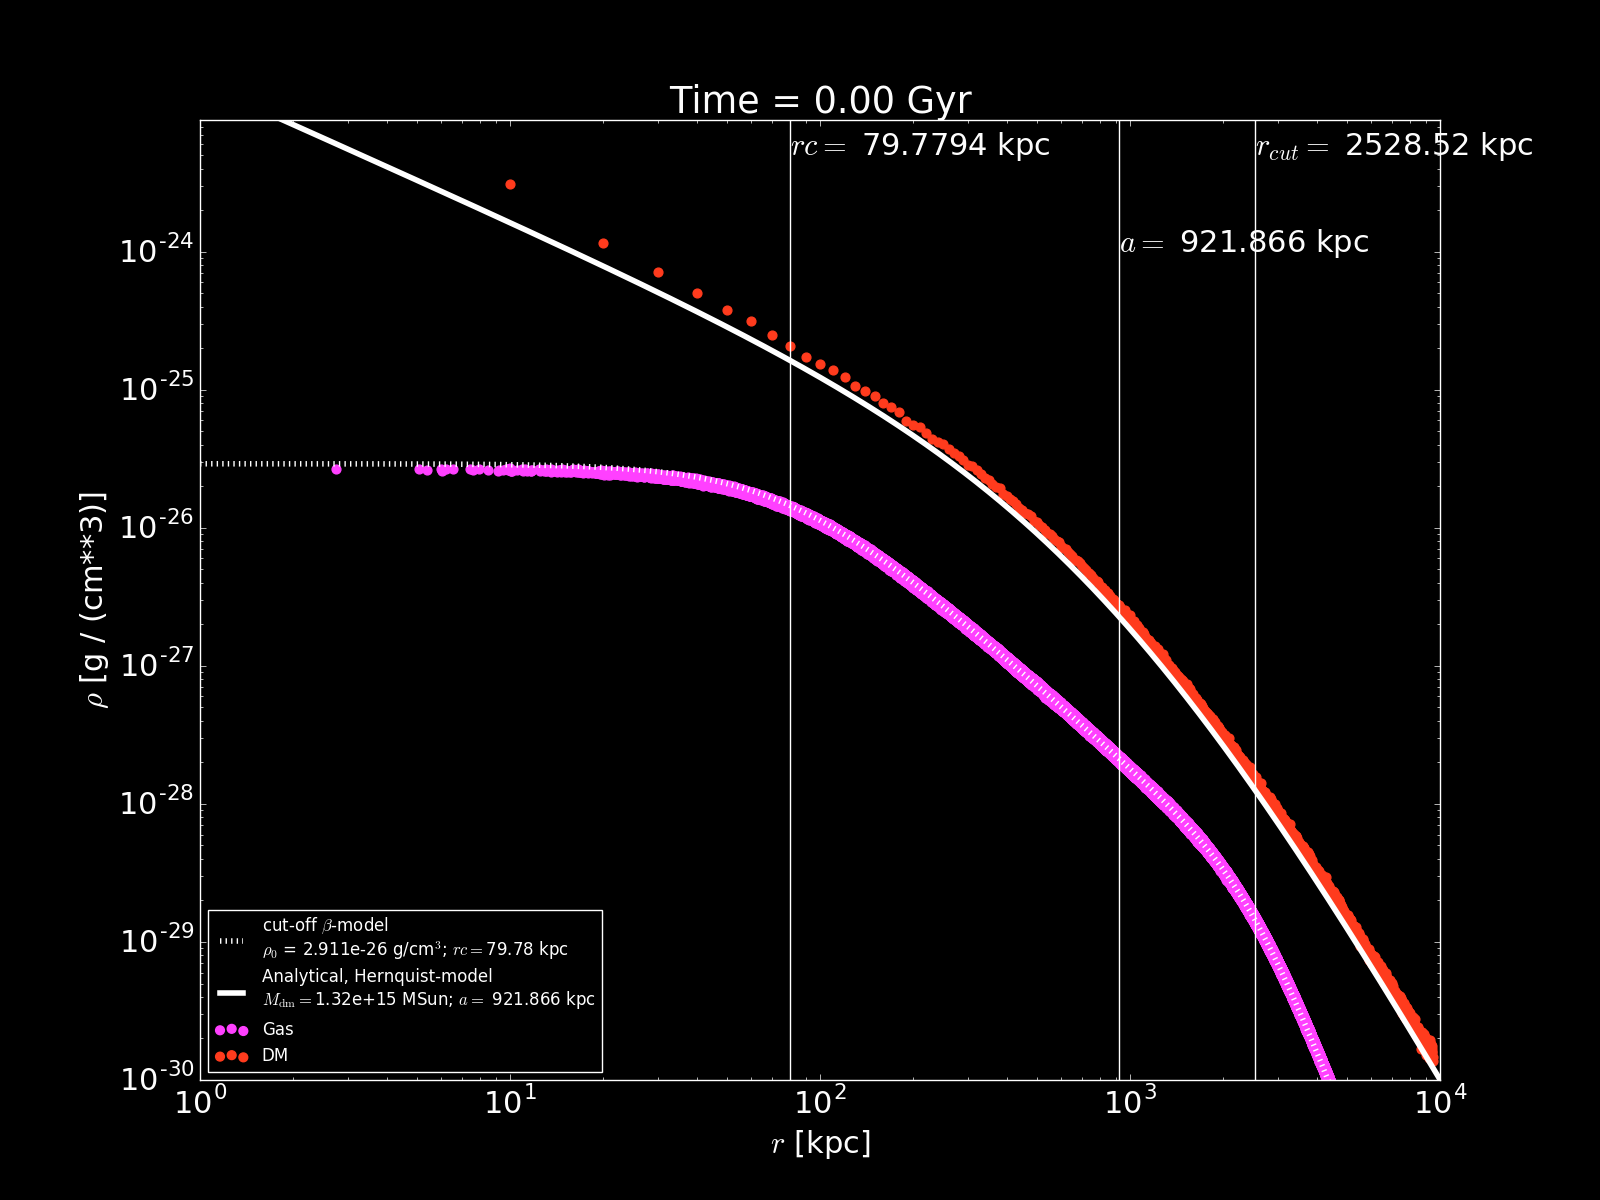 Time = 0.00 Gyr
rc = 79.7794 kpc
r_cut = 2528.52 kpc
a = 921.866 kpc
10^-24
10^-25
10^-26
10^-27
10^-28
10^-29
10^-30
ρ [g / (cm**3)]
cut-off β-model
ρ_0 = 2.911e-26 g/cm^3; rc = 79.78 kpc
Analytical, Hernquist-model
M_dm = 1.32e+15 MSun; a = 921.866 kpc
Gas
DM
10^0 10^1 10^2 10^3 10^4
r [kpc]